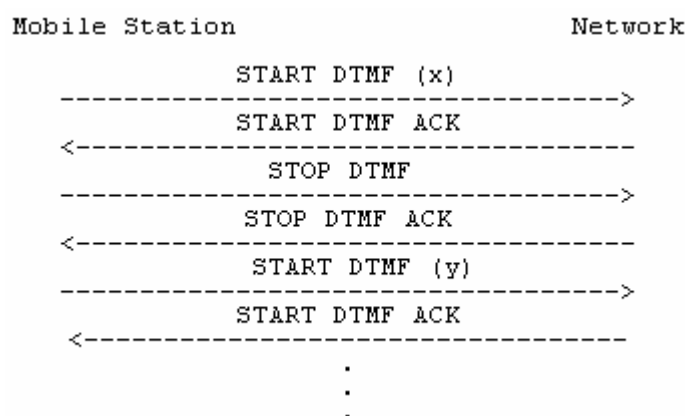 Mobile Station Network
START DTMF (x)
----------------------------------->
START DTMF ACK
<-----------------------------------
STOP DTMF
----------------------------------->
STOP DTMF ACK
<-----------------------------------
START DTMF (y)
----------------------------------->
START DTMF ACK
<----------------------------------
.
.
.